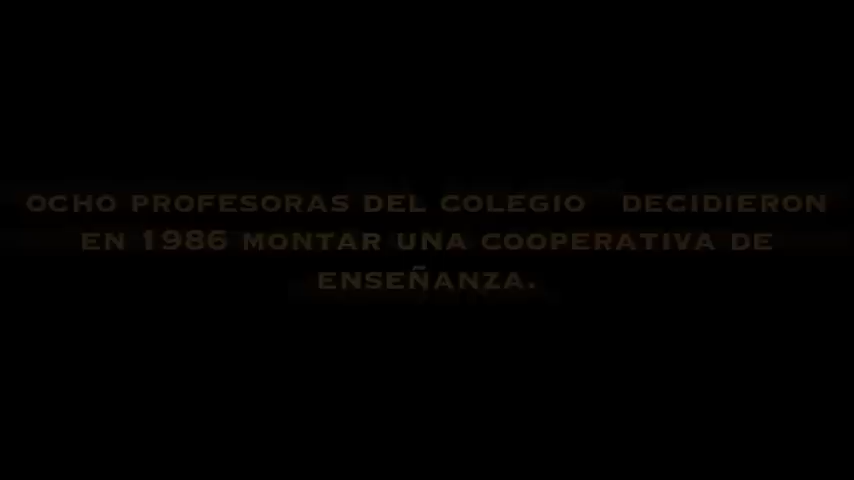 OCHO PROFESORAS DEL COLEGIO DECIDIERON
EN 1986 MONTAR UNA COOPERATIVA DE
ENSEÑANZA.